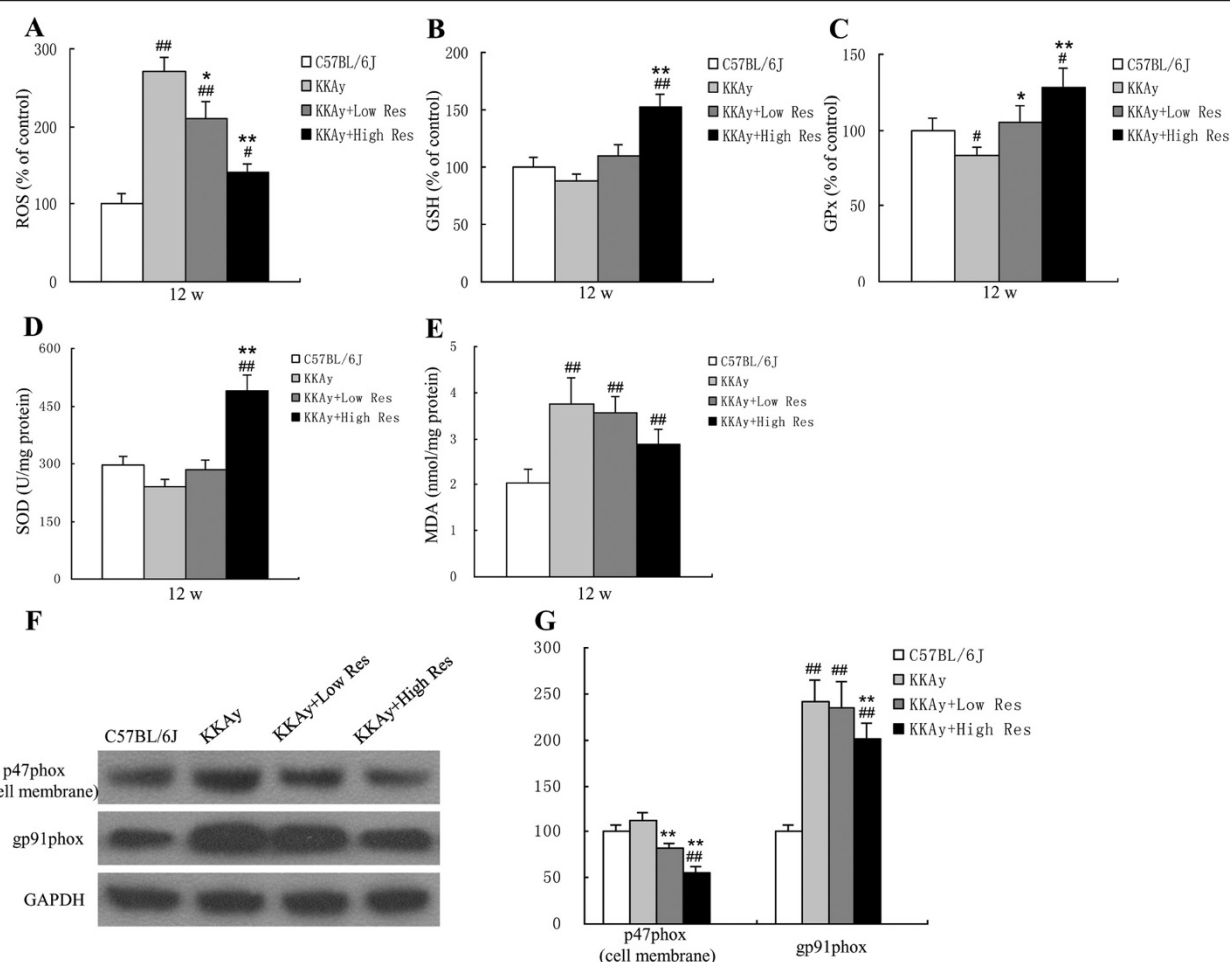 A
ROS (% of control)
300
200
100
0
##
*
##
**
#
12 w
C57BL/6J
KKAy
KKAy+Low Res
KKAy+High Res
B
GSH (% of control)
200
150
100
50
0
**
##
12 w
C57BL/6J
KKAy
KKAy+Low Res
KKAy+High Res
C
GPx (% of control)
150
100
50
0
#
*
**
#
12 w
C57BL/6J
KKAy
KKAy+Low Res
KKAy+High Res
D
SOD (U/mg protein)
600
450
300
150
0
**
##
12 w
C57BL/6J
KKAy
KKAy+Low Res
KKAy+High Res
E
MDA (nmol/mg protein)
5
4
3
2
1
0
##
##
##
12 w
C57BL/6J
KKAy
KKAy+Low Res
KKAy+High Res
F
C57BL/6J
KKAy
KKAy+Low Res
KKAy+High Res
p47phox
cell membrane)
gp91phox
GAPDH
G
300
250
200
150
100
50
0
**
**
##
##
##
**
##
p47phox
(cell membrane)
gp91phox
C57BL/6J
KKAy
KKAy+Low Res
KKAy+High Res